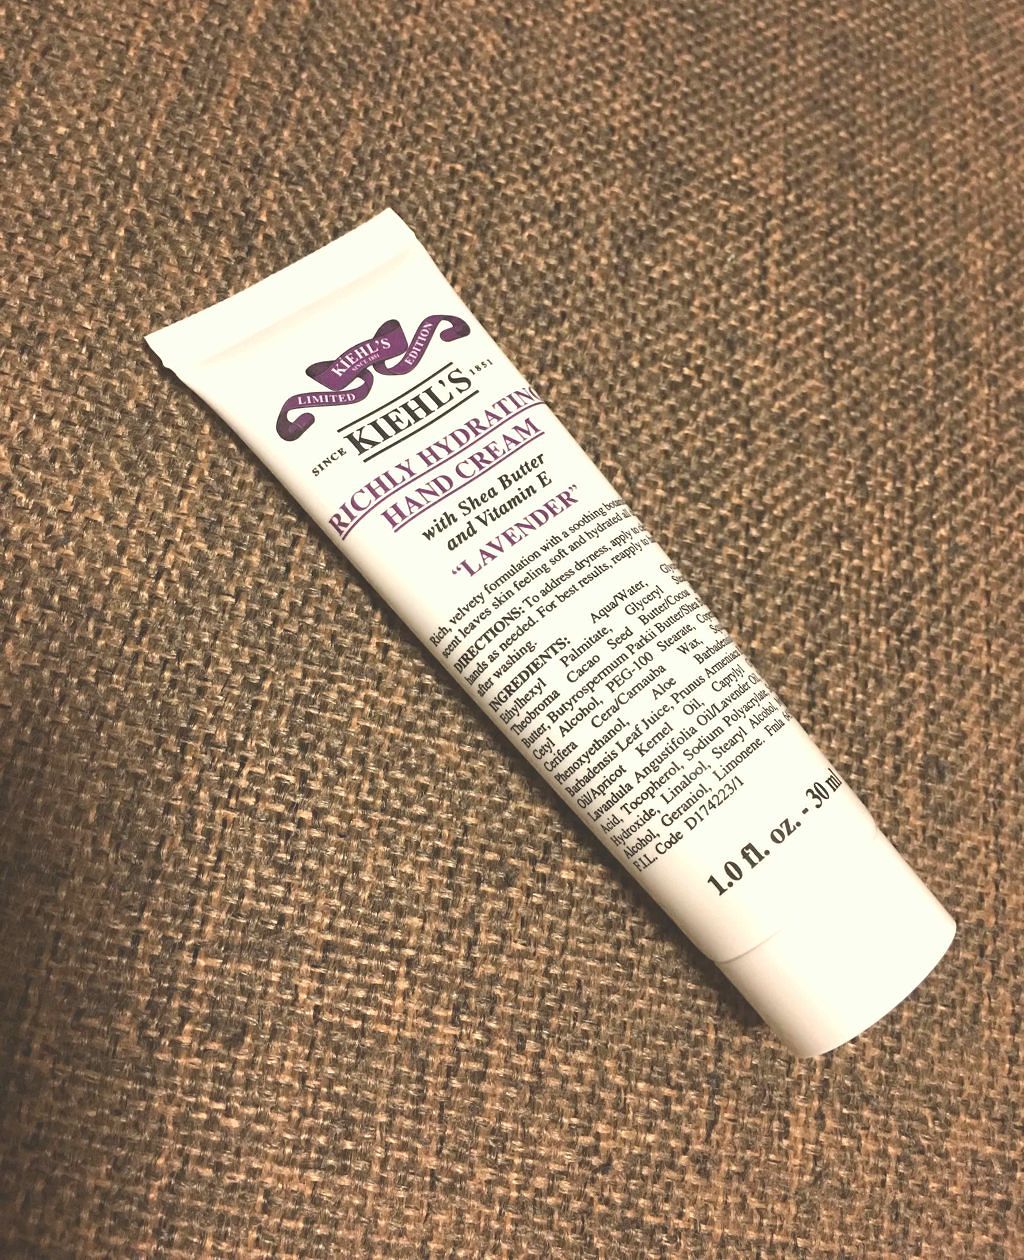 LIMITED KIEHL'S EDITION
SINCE 1851
SINCE KIEHL'S 1851
RICHLY HYDRATING
HAND CREAM
with Shea Butter
and Vitamin E
"LAVENDER"
Rich, velvety formulation with a soothing
scent leaves skin feeling soft and hydrated
DIRECTIONS: To address dryness, apply to
hands as needed. For best results, reapply to
after washing.
INGREDIENTS: Aqua/Water,
Ethylhexyl Palmitate, Glyceryl
Theobroma Cacao Seed Butter/Cocoa
Butter, Butyrospermum Parkii Butter/Shea
Cetyl Alcohol, PEG-100 Stearate,
Cerifera Cera/Carnauba Wax,
Phenoxyethanol, Aloe Barbadensis
Barbadensis Leaf Juice, Prunus Armeniaca
Oil/Apricot Kernel Oil, Caprylyl
Lavandula Angustifolia Oil/Lavender Oil,
Acid, Tocopherol, Sodium Polyacrylate,
Hydroxide, Linalool, Stearyl Alcohol,
Alcohol, Geraniol, Limonene. Fmla
F.I.L. Code D174223/1
1.0 fl. oz. - 30 ml